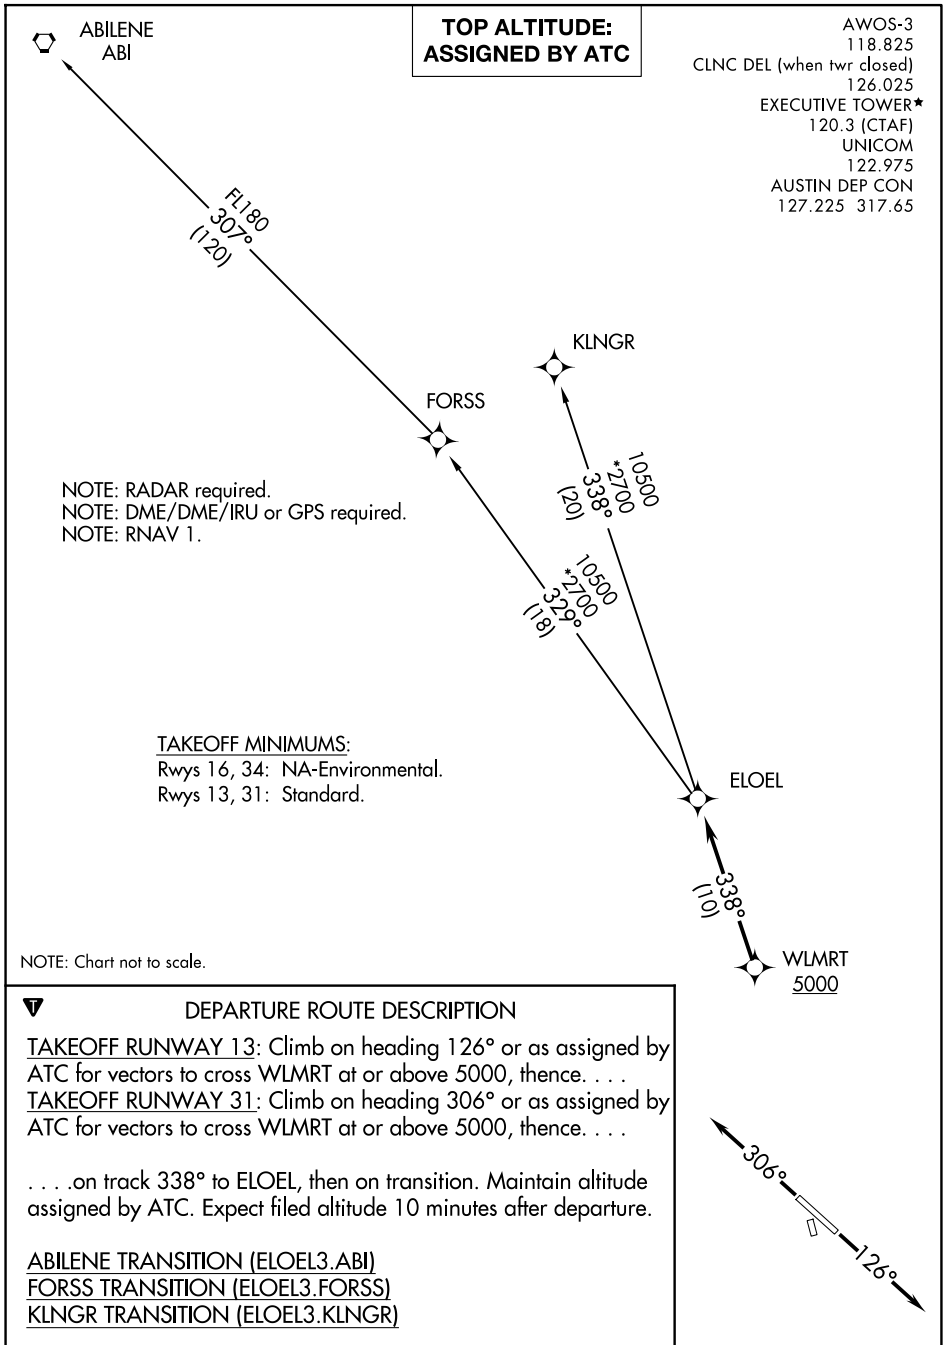 ABILENE
ABI
TOP ALTITUDE:
ASSIGNED BY ATC
AWOS-3
118.825
CLNC DEL (when twr closed)
126.025
EXECUTIVE TOWER★
120.3 (CTAF)
UNICOM
122.975
AUSTIN DEP CON
127.225 317.65
FL180
307°
(120)
KLNGR
FORSS
10500
*2700
338°
(20)
NOTE: RADAR required.
NOTE: DME/DME/IRU or GPS required.
NOTE: RNAV 1.
10500
*2700
329°
(18)
TAKEOFF MINIMUMS:
Rwys 16, 34: NA-Environmental.
Rwys 13, 31: Standard.
ELOEL
338°
(10)
NOTE: Chart not to scale.
WLMRT
5000
T
DEPARTURE ROUTE DESCRIPTION
TAKEOFF RUNWAY 13: Climb on heading 126° or as assigned by
ATC for vectors to cross WLMRT at or above 5000, thence. . . .
TAKEOFF RUNWAY 31: Climb on heading 306° or as assigned by
ATC for vectors to cross WLMRT at or above 5000, thence. . . .
. . . .on track 338° to ELOEL, then on transition. Maintain altitude
assigned by ATC. Expect filed altitude 10 minutes after departure.
ABILENE TRANSITION (ELOEL3.ABI)
FORSS TRANSITION (ELOEL3.FORSS)
KLNGR TRANSITION (ELOEL3.KLNGR)
306°
126°